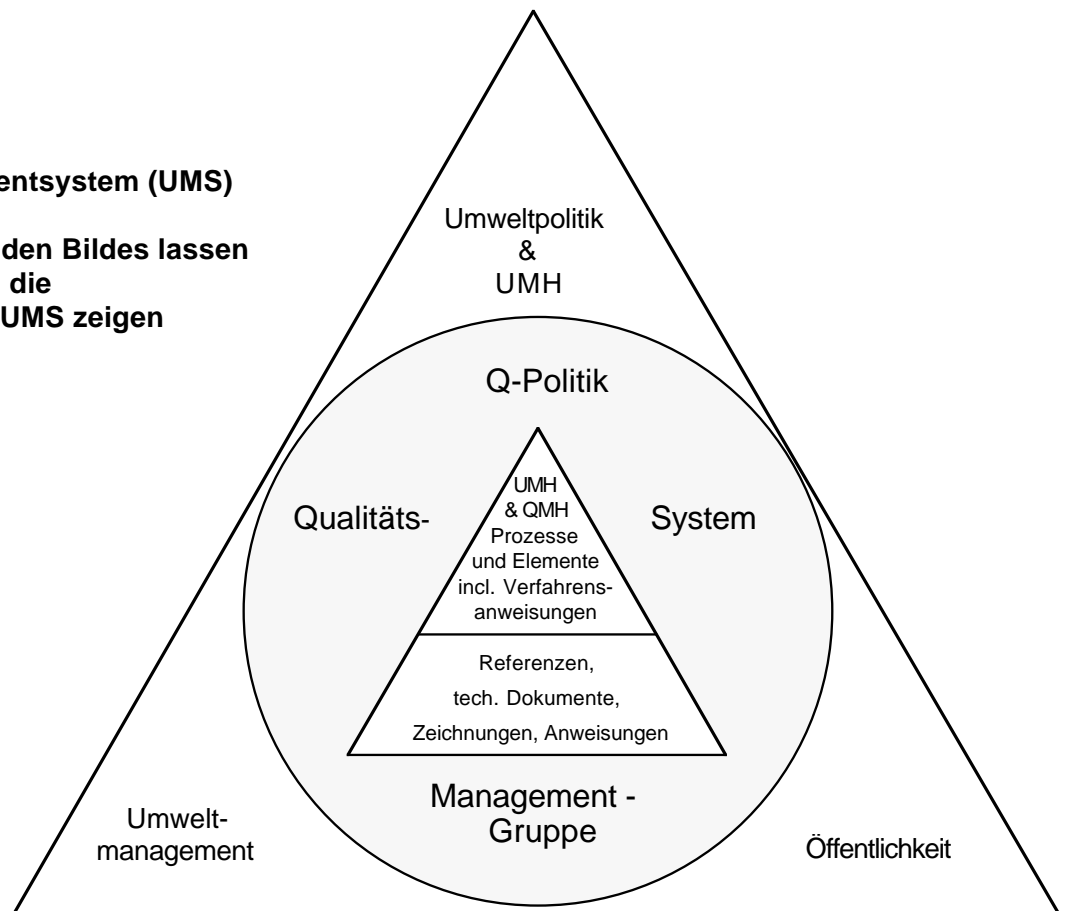 entsystem (UMS)
den Bildes lassen
die
UMS zeigen
Umweltpolitik
&
UMH
Q-Politik
Qualitäts-
System
UMH
& QMH
Prozesse
und Elemente
incl. Verfahrens-
anweisungen
Referenzen,
tech. Dokumente,
Zeichnungen, Anweisungen
Management -
Gruppe
Umwelt-
management
Öffentlichkeit